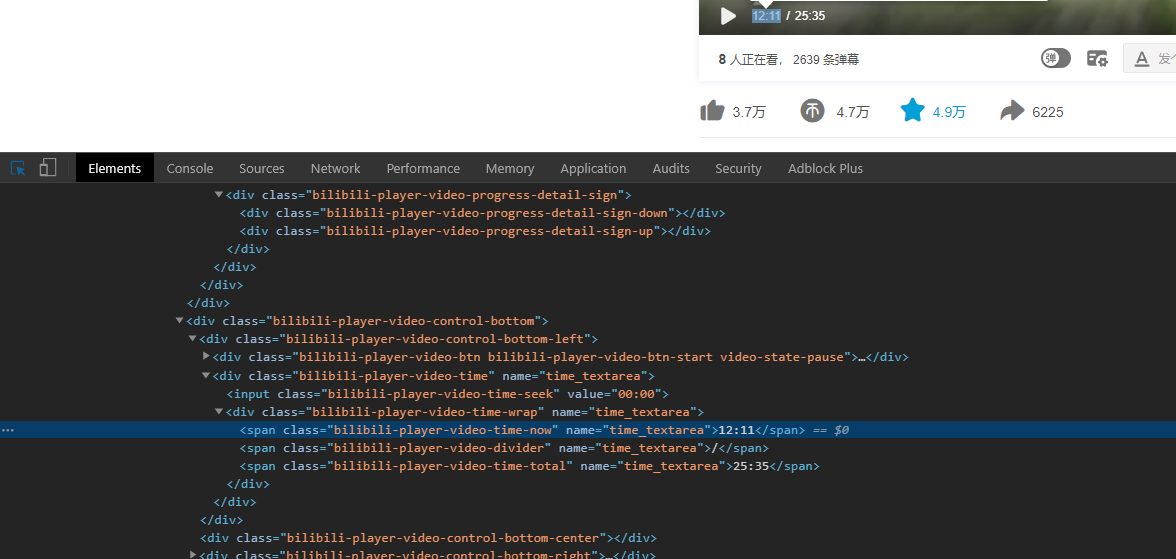 12:11 / 25:35
8 人正在看， 2639 条弹幕
弹
A 发个
3.7万 4.7万 4.9万 6225
Elements Console Sources Network Performance Memory Application Audits Security Adblock Plus
▼<div class="bilibili-player-video-progress-detail-sign">
<div class="bilibili-player-video-progress-detail-sign-down"></div>
<div class="bilibili-player-video-progress-detail-sign-up"></div>
</div>
</div>
</div>
</div>
▼<div class="bilibili-player-video-control-bottom">
▼<div class="bilibili-player-video-control-bottom-left">
▶<div class="bilibili-player-video-btn bilibili-player-video-btn-start video-state-pause">…</div>
▼<div class="bilibili-player-video-time" name="time_textarea">
<input class="bilibili-player-video-time-seek" value="00:00">
▼<div class="bilibili-player-video-time-wrap" name="time_textarea">
<span class="bilibili-player-video-time-now" name="time_textarea">12:11</span> == $0
<span class="bilibili-player-video-divider" name="time_textarea">/</span>
<span class="bilibili-player-video-time-total" name="time_textarea">25:35</span>
</div>
</div>
</div>
<div class="bilibili-player-video-control-bottom-center"></div>
▶<div class="bilibili-player-video-control-bottom-right">…</div>